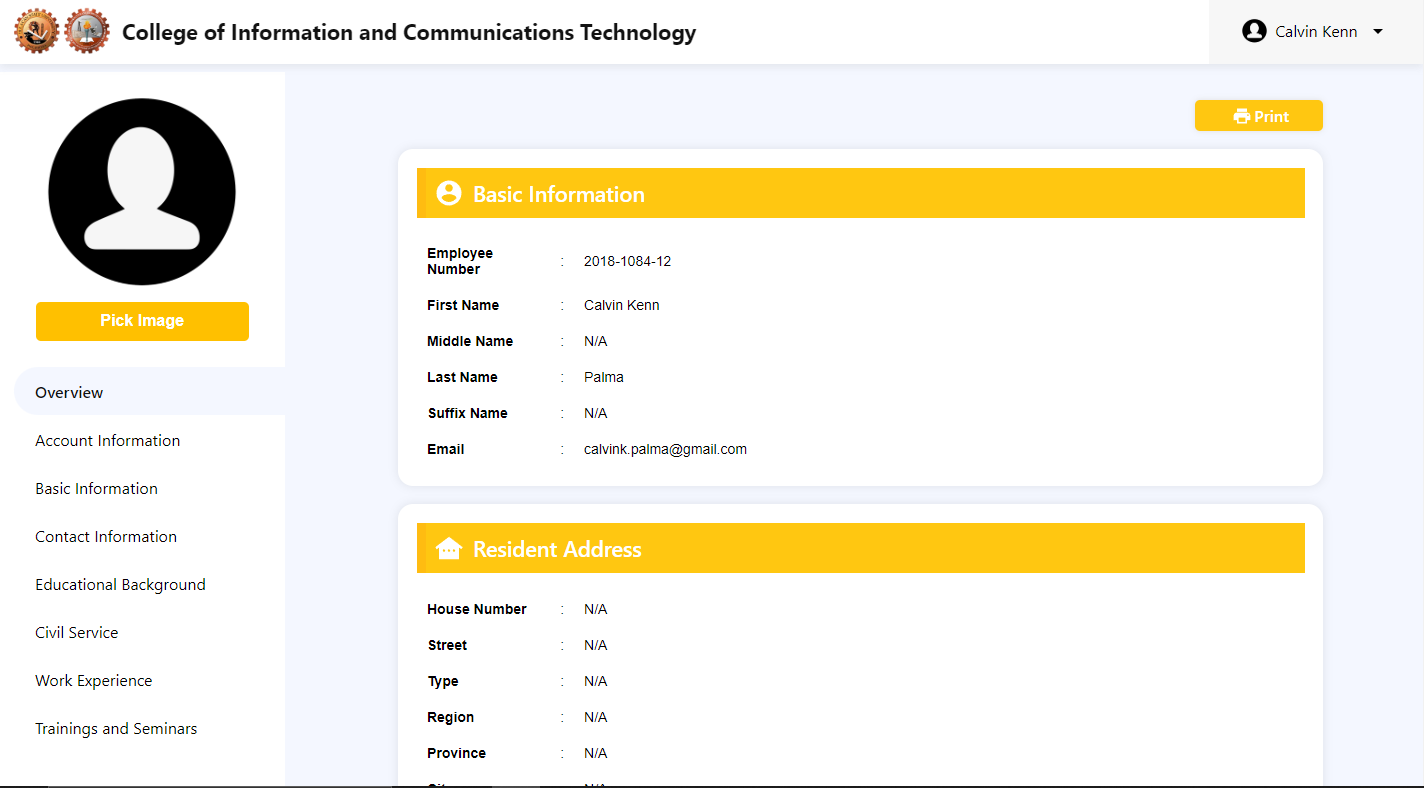 College of Information and Communications Technology
Calvin Kenn
Pick Image
Overview
Account Information
Basic Information
Contact Information
Educational Background
Civil Service
Work Experience
Trainings and Seminars
Print
Basic Information
Employee Number : 2018-1084-12
First Name : Calvin Kenn
Middle Name : N/A
Last Name : Palma
Suffix Name : N/A
Email : calvink.palma@gmail.com
Resident Address
House Number : N/A
Street : N/A
Type : N/A
Region : N/A
Province : N/A